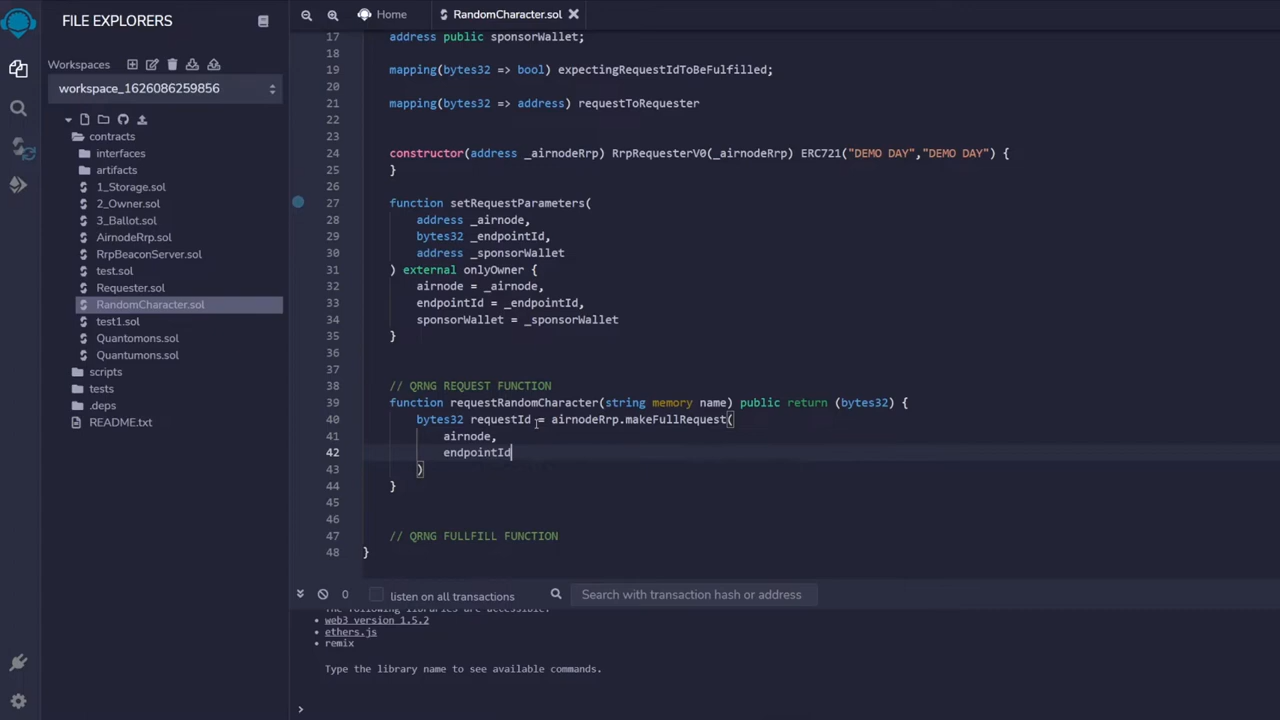 FILE EXPLORERS
Home
RandomCharacter.sol
Workspaces
workspace_1626086259856
contracts
interfaces
artifacts
1_Storage.sol
2_Owner.sol
3_Ballot.sol
AirnodeRrp.sol
RrpBeaconServer.sol
test.sol
Requester.sol
RandomCharacter.sol
test1.sol
Quantomons.sol
Quantumons.sol
scripts
tests
.deps
README.txt
17 address public sponsorWallet;
18
19 mapping(bytes32 => bool) expectingRequestIdToBeFulfilled;
20
21 mapping(bytes32 => address) requestToRequester
22
23
24 constructor(address _airnodeRrp) RrpRequesterV0(_airnodeRrp) ERC721("DEMO DAY","DEMO DAY") {
25 }
26
27 function setRequestParameters(
28 address _airnode,
29 bytes32 _endpointId,
30 address _sponsorWallet
31 ) external onlyOwner {
32 airnode = _airnode,
33 endpointId = _endpointId,
34 sponsorWallet = _sponsorWallet
35 }
36
37
38 // QRNG REQUEST FUNCTION
39 function requestRandomCharacter(string memory name) public return (bytes32) {
40 bytes32 requestId = airnodeRrp.makeFullRequest(
41 airnode,
42 endpointId
43 )
44 }
45
46
47 // QRNG FULLFILL FUNCTION
48 }
0
listen on all transactions
Search with transaction hash or address
• web3 version 1.5.2
• ethers.js
• remix
Type the library name to see available commands.
>